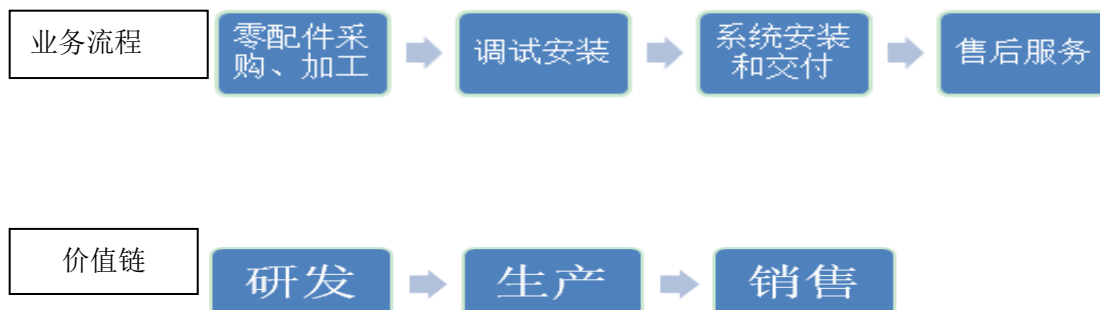 业务流程
零配件采
购、加工
调试安装
系统安装
和交付
售后服务
价值链
研发
生产
销售